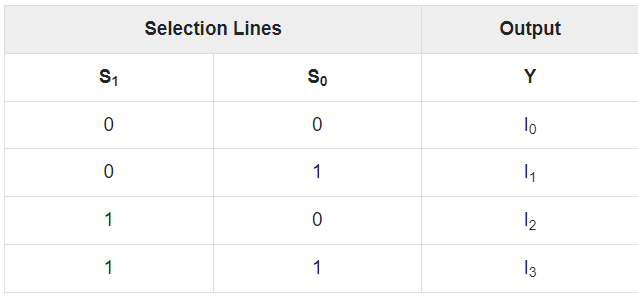 Selection Lines Output
S₁ S₀ Y
0 0 I₀
0 1 I₁
1 0 I₂
1 1 I₃